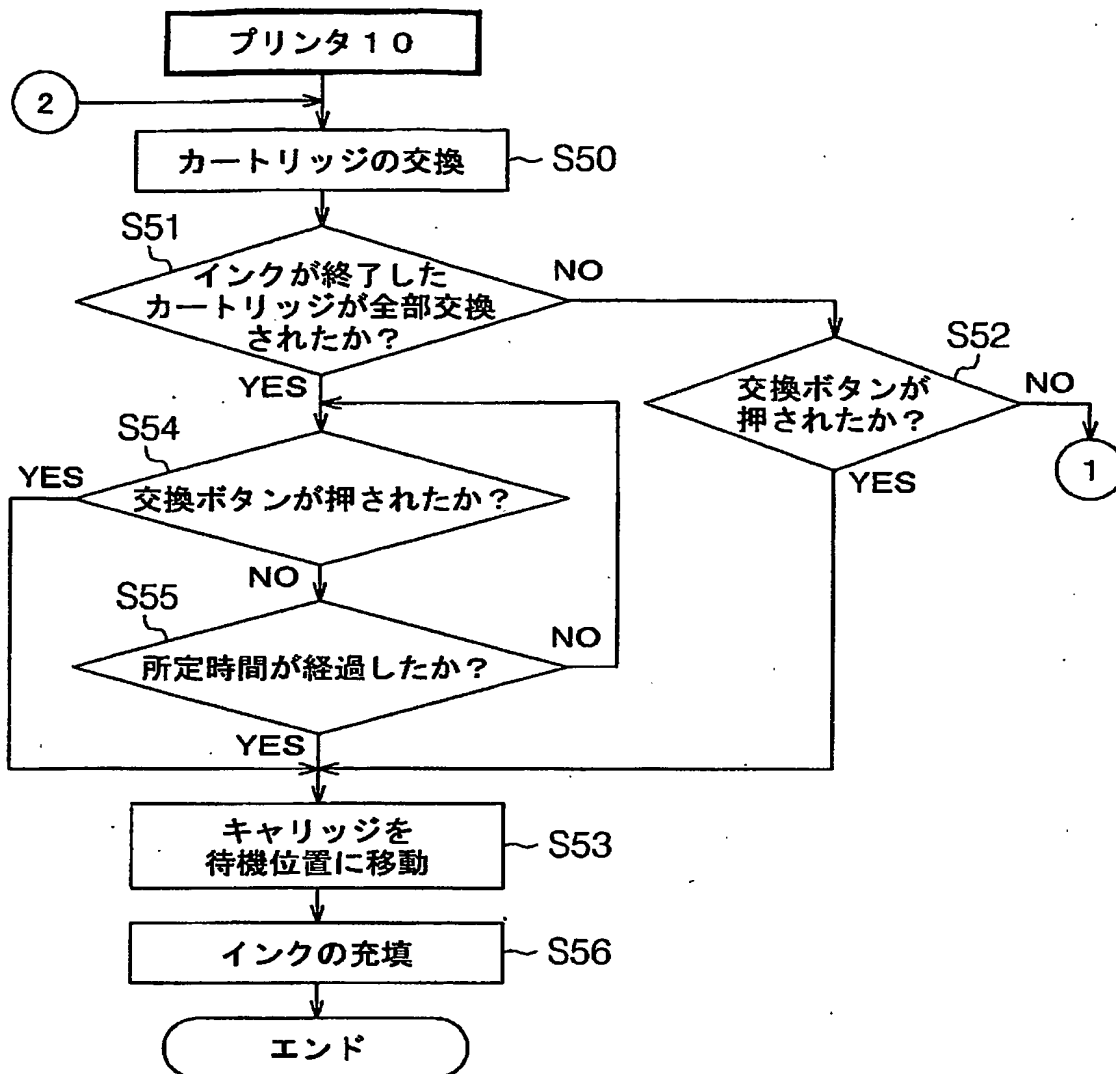 プリンタ１０
2
カートリッジの交換
S50
S51
インクが終了した
カートリッジが全部交換
されたか？
NO
YES
S52
交換ボタンが
押されたか？
NO
1
YES
S54
YES
交換ボタンが押されたか？
NO
S55
所定時間が経過したか？
NO
YES
キャリッジを
待機位置に移動
S53
インクの充填
S56
エンド